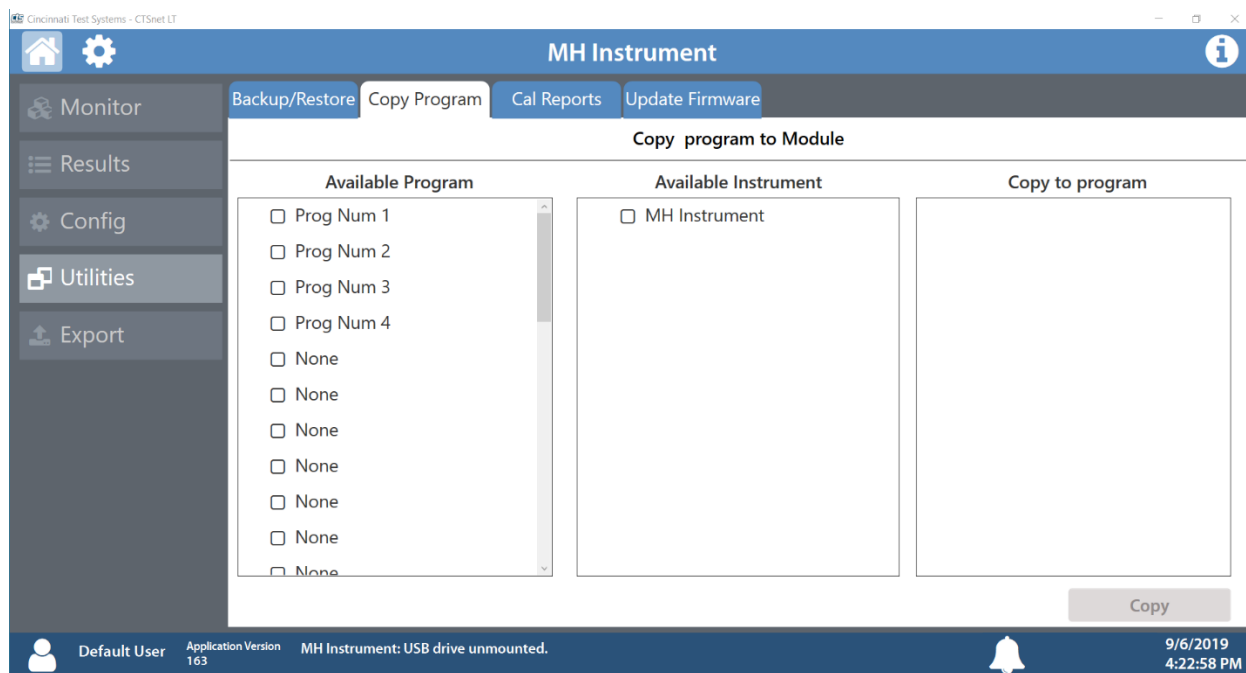 CTS Cincinnati Test Systems - CTSnet LT
MH Instrument
Monitor
Results
Config
Utilities
Export
Backup/Restore Copy Program Cal Reports Update Firmware
Copy program to Module
Available Program
Prog Num 1
Prog Num 2
Prog Num 3
Prog Num 4
None
None
None
None
None
None
None
Available Instrument
MH Instrument
Copy to program
Copy
Default User
Application Version
163
MH Instrument: USB drive unmounted.
9/6/2019
4:22:58 PM